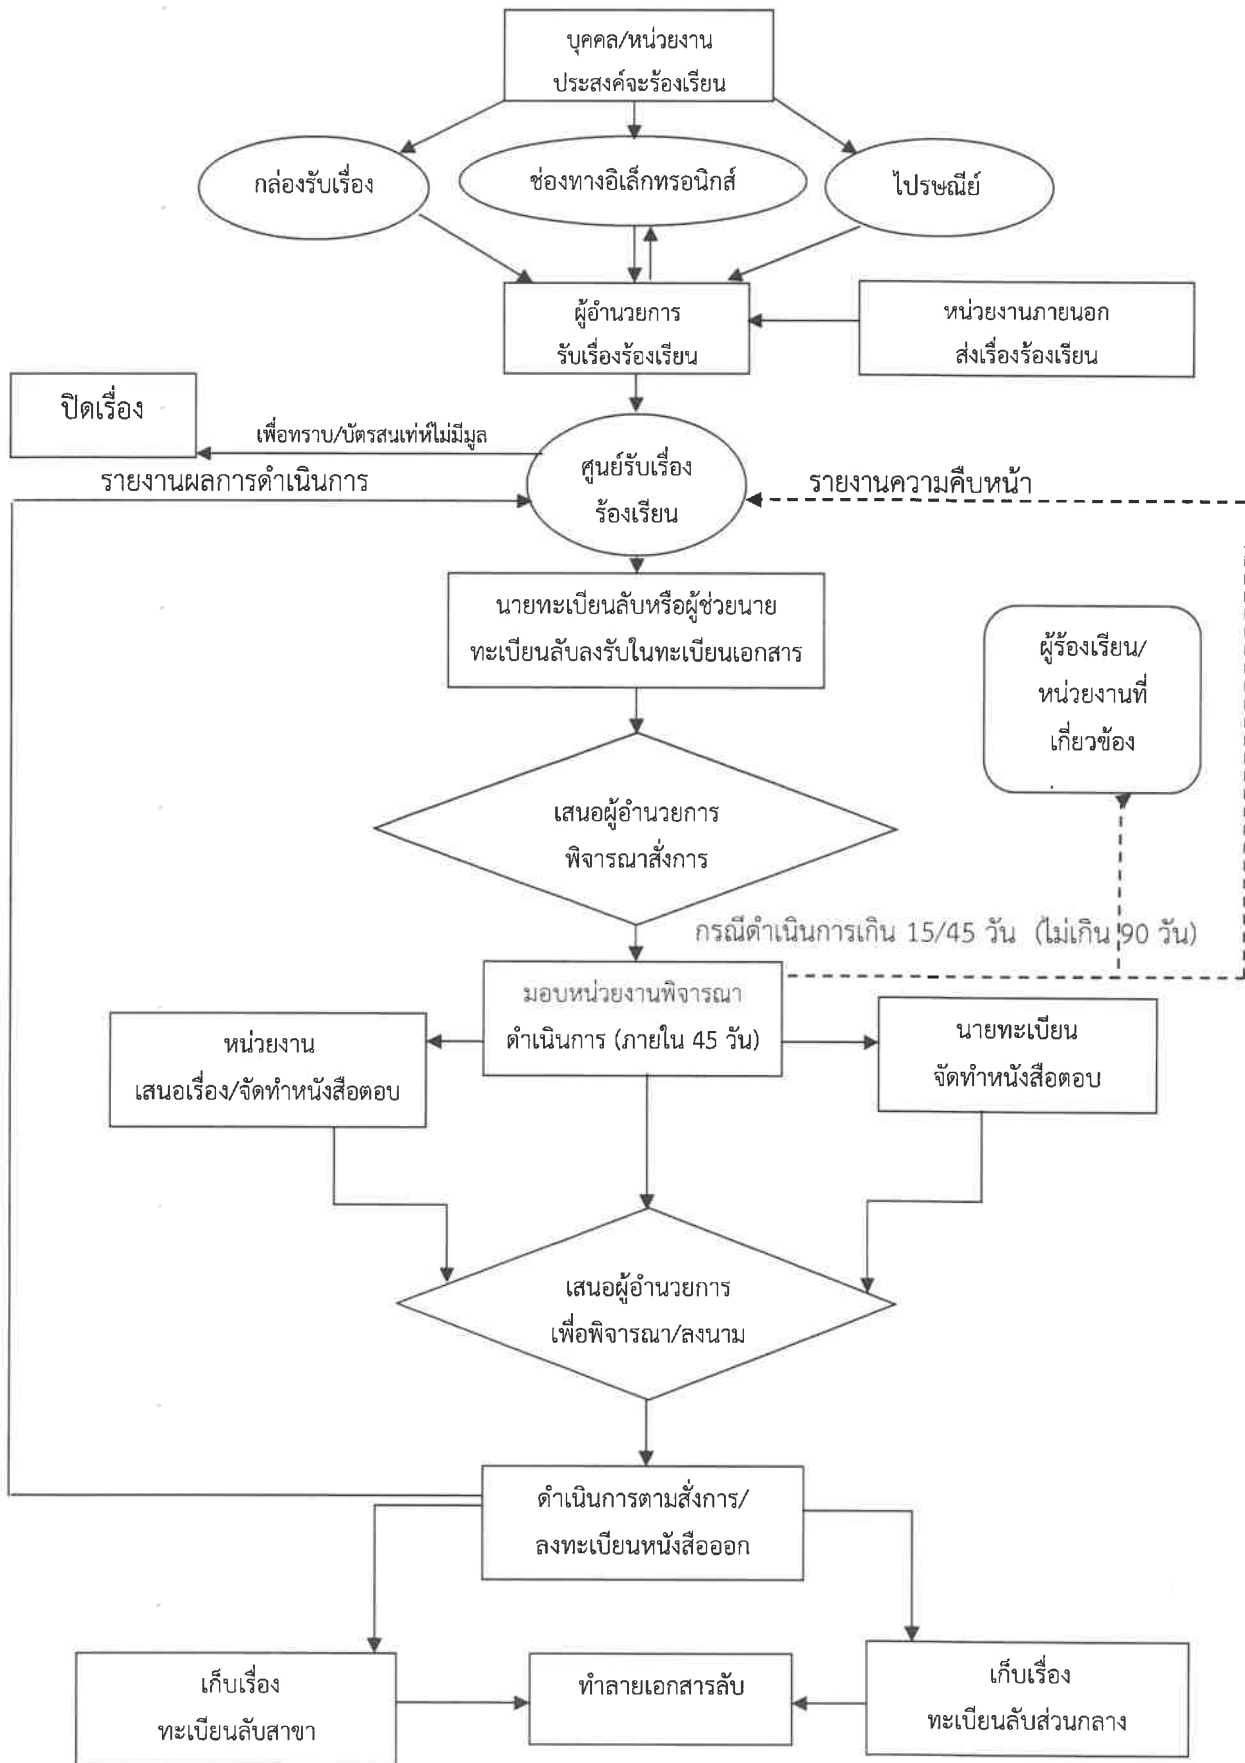 บุคคล/หน่วยงาน
ประสงค์จะร้องเรียน
กล่องรับเรื่อง
ช่องทางอิเล็กทรอนิกส์
ไปรษณีย์
ผู้อำนวยการ
รับเรื่องร้องเรียน
หน่วยงานภายนอก
ส่งเรื่องร้องเรียน
ปิดเรื่อง
เพื่อทราบ/บัตรสนเท่ห์ไม่มีมูล
ศูนย์รับเรื่อง
ร้องเรียน
รายงานผลการดำเนินการ
รายงานความคืบหน้า
นายทะเบียนลับหรือผู้ช่วยนาย
ทะเบียนลับลงรับในทะเบียนเอกสาร
ผู้ร้องเรียน/
หน่วยงานที่
เกี่ยวข้อง
เสนอผู้อำนวยการ
พิจารณาสั่งการ
กรณีดำเนินการเกิน 15/45 วัน (ไม่เกิน 90 วัน)
มอบหน่วยงานพิจารณา
ดำเนินการ (ภายใน 45 วัน)
หน่วยงาน
เสนอเรื่อง/จัดทำหนังสือตอบ
นายทะเบียน
จัดทำหนังสือตอบ
เสนอผู้อำนวยการ
เพื่อพิจารณา/ลงนาม
ดำเนินการตามสั่งการ/
ลงทะเบียนหนังสือออก
เก็บเรื่อง
ทะเบียนลับสาขา
ทำลายเอกสารลับ
เก็บเรื่อง
ทะเบียนลับส่วนกลาง